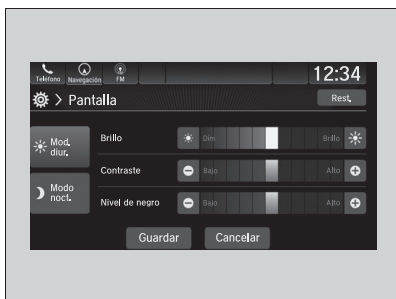 Teléfono Navegación FM 12:34
> Pantalla Rest.
Mod. diur.
Modo noct.
Brillo Dim Brillo
Contraste Bajo Alto
Nivel de negro Bajo Alto
Guardar Cancelar